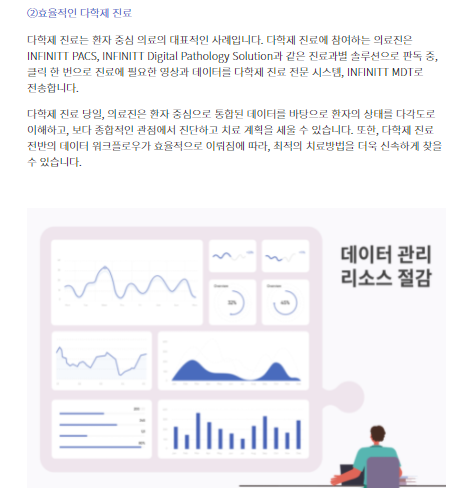 ②효율적인 다학제 진료
다학제 진료는 환자 중심 의료의 대표적인 사례입니다. 다학제 진료에 참여하는 의료진은
INFINITT PACS, INFINITT Digital Pathology Solution과 같은 진료과별 솔루션으로 판독 중,
클릭 한 번으로 진료에 필요한 영상과 데이터를 다학제 진료 전문 시스템, INFINITT MDT로
전송합니다.
다학제 진료 당일, 의료진은 환자 중심으로 통합된 데이터를 바탕으로 환자의 상태를 다각도로
이해하고, 보다 종합적인 관점에서 진단하고 치료 계획을 세울 수 있습니다. 또한, 다학제 진료
전반의 데이터 워크플로우가 효율적으로 이뤄짐에 따라, 최적의 치료방법을 더욱 신속하게 찾을
수 있습니다.
데이터 관리
리소스 절감